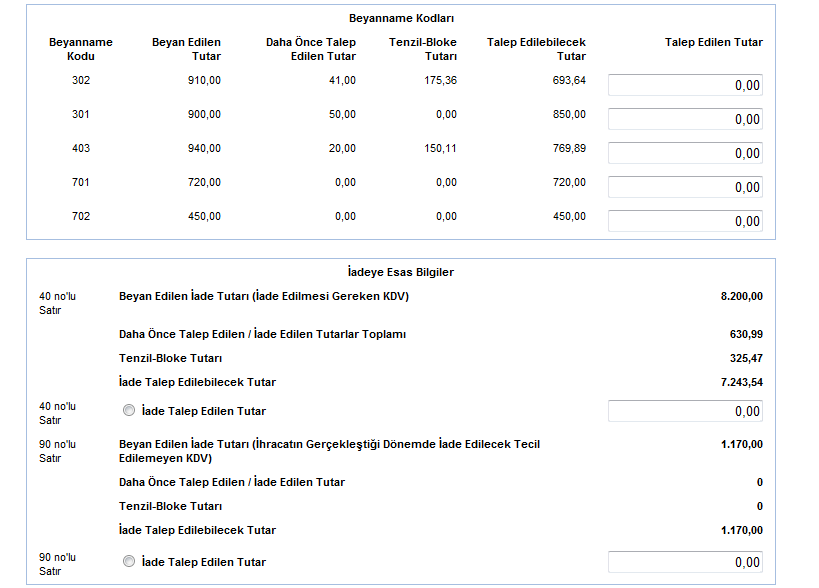 Beyanname Kodları
Beyanname Kodu Beyan Edilen Tutar Daha Önce Talep Edilen Tutar Tenzil-Bloke Tutarı Talep Edilebilecek Tutar Talep Edilen Tutar
302 910,00 41,00 175,36 693,64 0,00
301 900,00 50,00 0,00 850,00 0,00
403 940,00 20,00 150,11 769,89 0,00
701 720,00 0,00 0,00 720,00 0,00
702 450,00 0,00 0,00 450,00 0,00
İadeye Esas Bilgiler
40 no'lu Satır Beyan Edilen İade Tutarı (İade Edilmesi Gereken KDV) 8.200,00
Daha Önce Talep Edilen / İade Edilen Tutarlar Toplamı 630,99
Tenzil-Bloke Tutarı 325,47
İade Talep Edilebilecek Tutar 7.243,54
40 no'lu Satır İade Talep Edilen Tutar 0,00
90 no'lu Satır Beyan Edilen İade Tutarı (İhracatın Gerçekleştiği Dönemde İade Edilecek Tecil Edilemeyen KDV) 1.170,00
Daha Önce Talep Edilen / İade Edilen Tutar 0
Tenzil-Bloke Tutarı 0
İade Talep Edilebilecek Tutar 1.170,00
90 no'lu Satır İade Talep Edilen Tutar 0,00